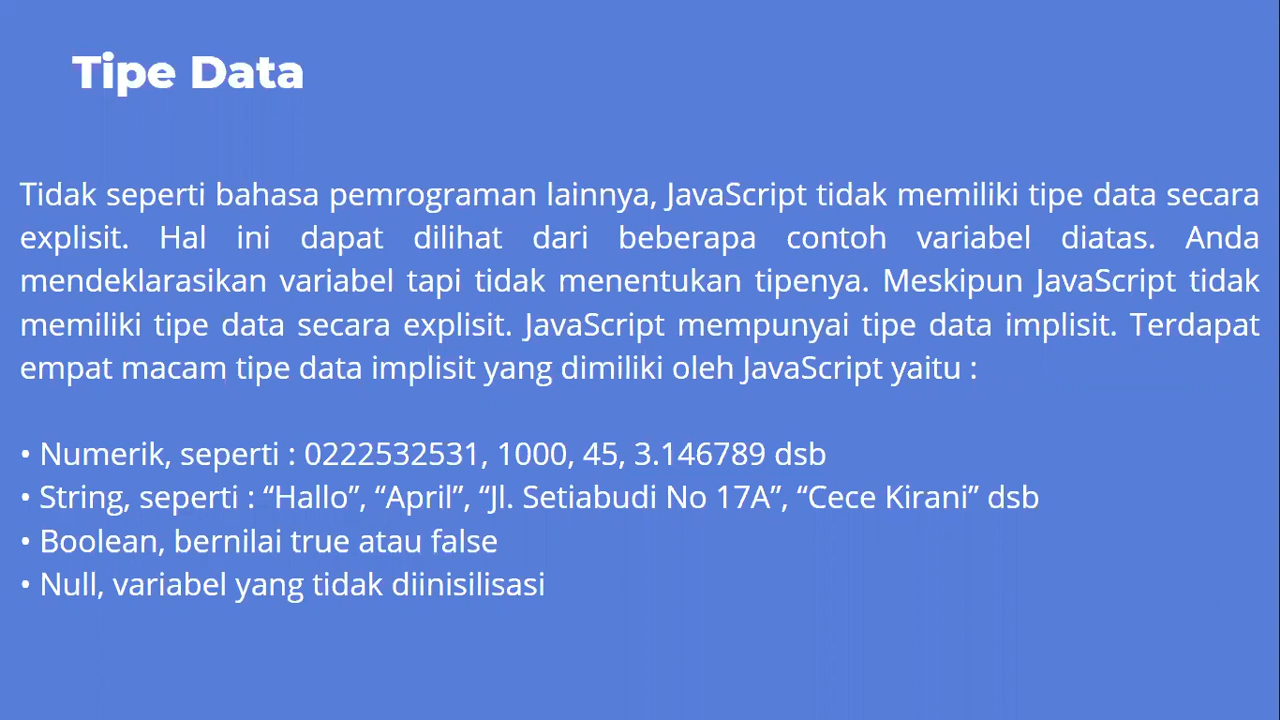 Tipe Data
Tidak seperti bahasa pemrograman lainnya, JavaScript tidak memiliki tipe data secara
explisit. Hal ini dapat dilihat dari beberapa contoh variabel diatas. Anda
mendeklarasikan variabel tapi tidak menentukan tipenya. Meskipun JavaScript tidak
memiliki tipe data secara explisit. JavaScript mempunyai tipe data implisit. Terdapat
empat macam tipe data implisit yang dimiliki oleh JavaScript yaitu :
• Numerik, seperti : 0222532531, 1000, 45, 3.146789 dsb
• String, seperti : “Hallo”, “April”, “Jl. Setiabudi No 17A”, “Cece Kirani” dsb
• Boolean, bernilai true atau false
• Null, variabel yang tidak diinisilisasi